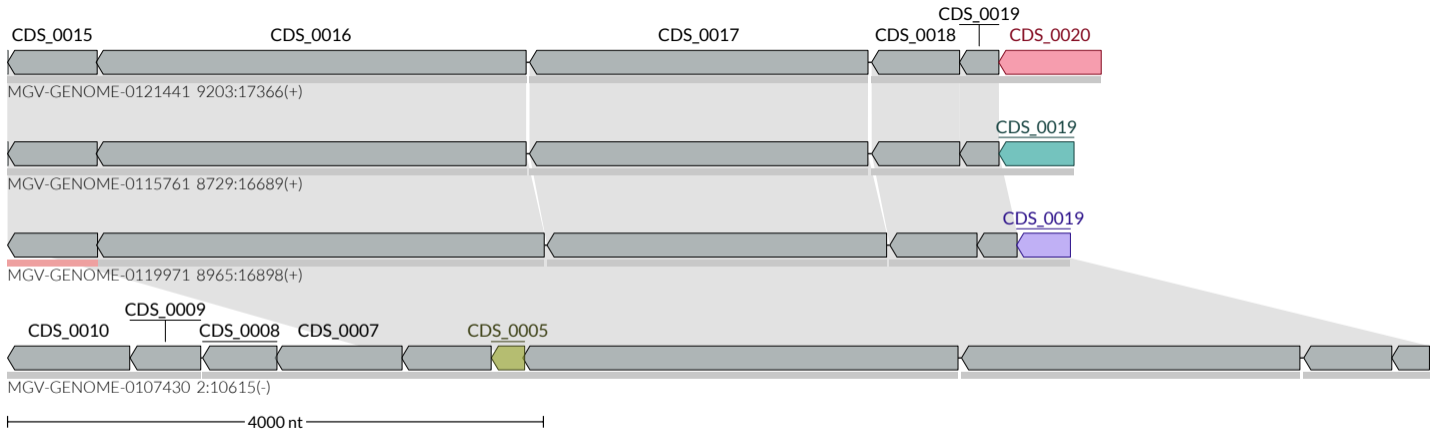 CDS_0019
CDS_0015 CDS_0016 CDS_0017 CDS_0018 CDS_0020
MGV-GENOME-0121441 9203:17366(+)
CDS_0019
MGV-GENOME-0115761 8729:16689(+)
CDS_0019
MGV-GENOME-0119971 8965:16898(+)
CDS_0009
CDS_0010 CDS_0008 CDS_0007 CDS_0005
MGV-GENOME-0107430 2:10615(-)
4000 nt